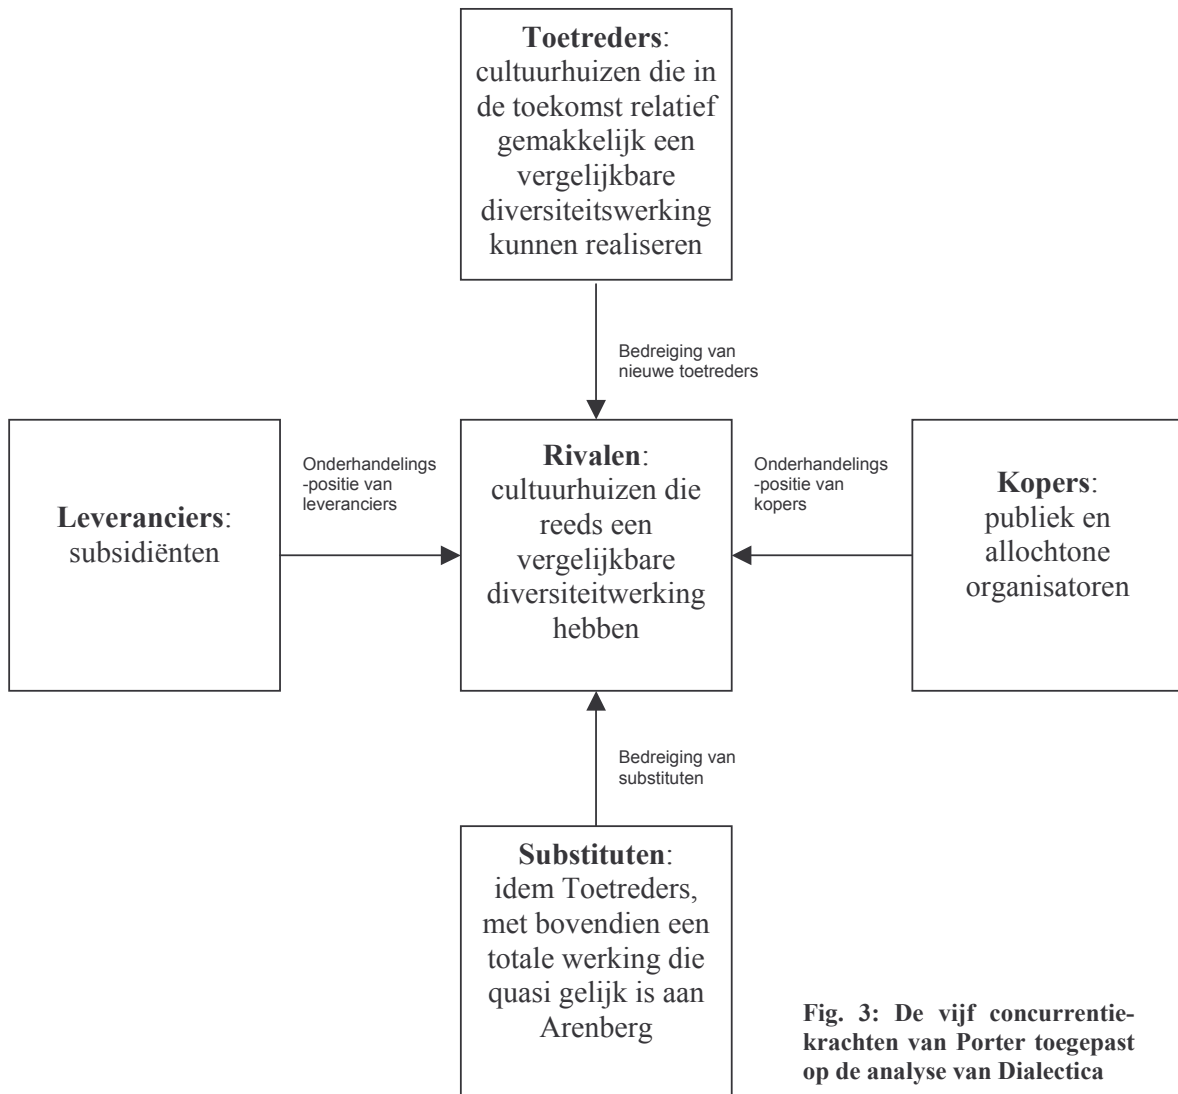 Toetreders:
cultuurhuizen die in
de toekomst relatief
gemakkelijk een
vergelijkbare
diversiteitswerking
kunnen realiseren
Bedreiging van
nieuwe toetreders
Leveranciers:
subsidiënten
Onderhandelings
-positie van
leveranciers
Rivalen:
cultuurhuizen die
reeds een
vergelijkbare
diversiteitwerking
hebben
Onderhandelings
-positie van
kopers
Kopers:
publiek en
allochtone
organisatoren
Bedreiging van
substituten
Substituten:
idem Toetreders,
met bovendien een
totale werking die
quasi gelijk is aan
Arenberg
Fig. 3: De vijf concurrentie-
krachten van Porter toegepast
op de analyse van Dialectica